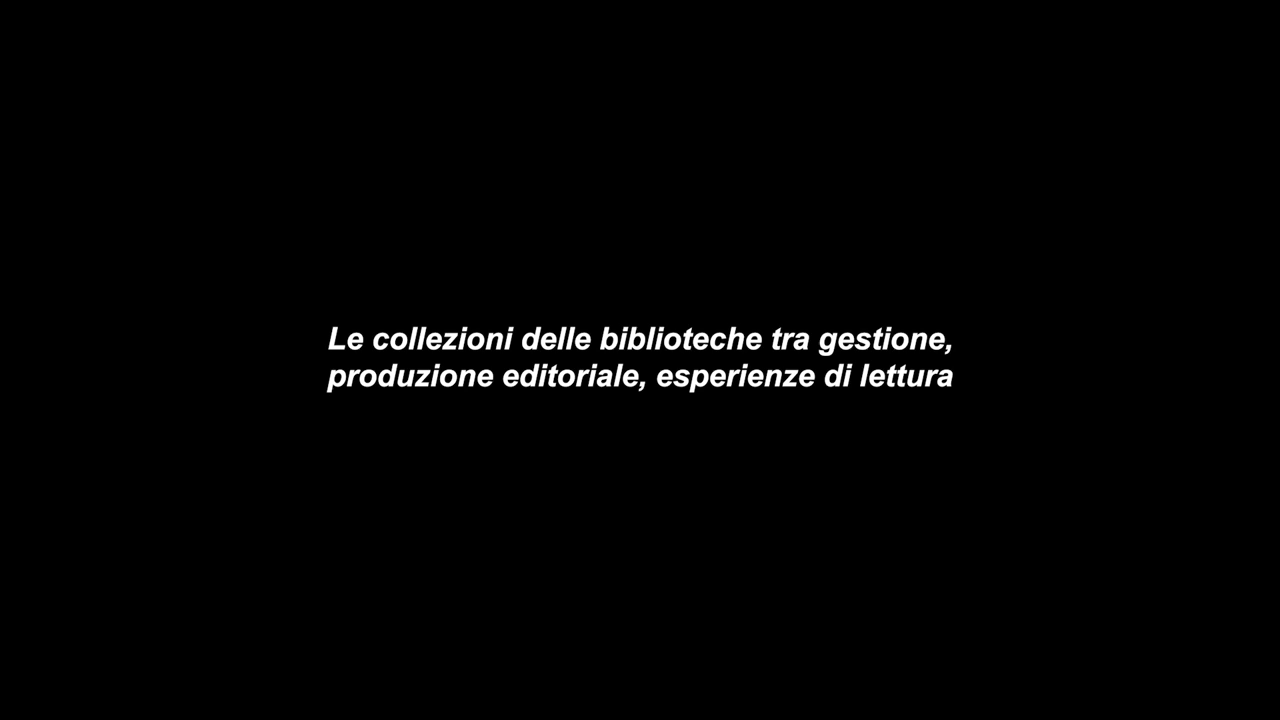 Le collezioni delle biblioteche tra gestione,
produzione editoriale, esperienze di lettura